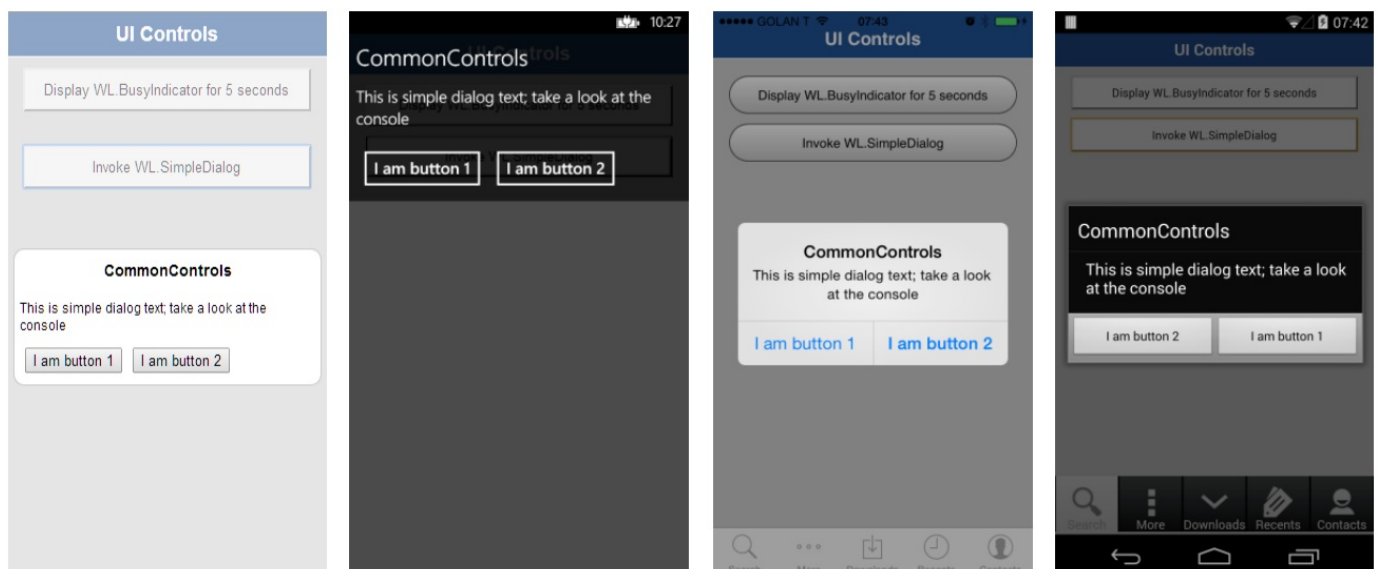 UI Controls
Display WL.BusyIndicator for 5 seconds
Invoke WL.SimpleDialog
CommonControls
This is simple dialog text; take a look at the
console
I am button 1
I am button 2
10:27
UI Controls
CommonControls
This is simple dialog text; take a look at the
console
I am button 1
I am button 2
GOLAN T 07:43
UI Controls
Display WL.BusyIndicator for 5 seconds
Invoke WL.SimpleDialog
CommonControls
This is simple dialog text; take a look
at the console
I am button 1
I am button 2
07:42
UI Controls
Display WL.BusyIndicator for 5 seconds
Invoke WL.SimpleDialog
CommonControls
This is simple dialog text; take a look
at the console
I am button 2
I am button 1
Search More Downloads Recents Contacts